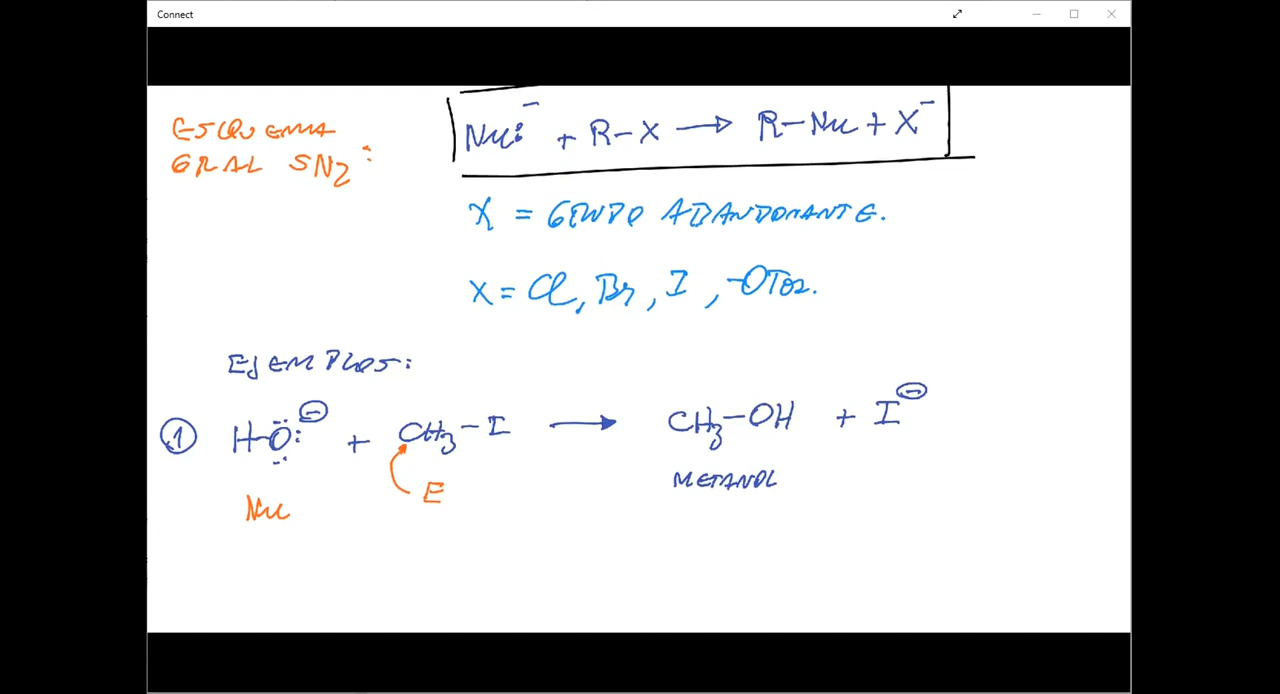 Connect
ESQUEMA
GRAL SN2:
Nu:⁻ + R-X → R-Nu + X⁻
X = GRUPO ABANDONANTE.
X = Cl, Br, I, -OTos.
EJEMPLOS:
① H-Ö:⊖ + CH3-I → CH3-OH + I⊖
METANOL
E
Nu